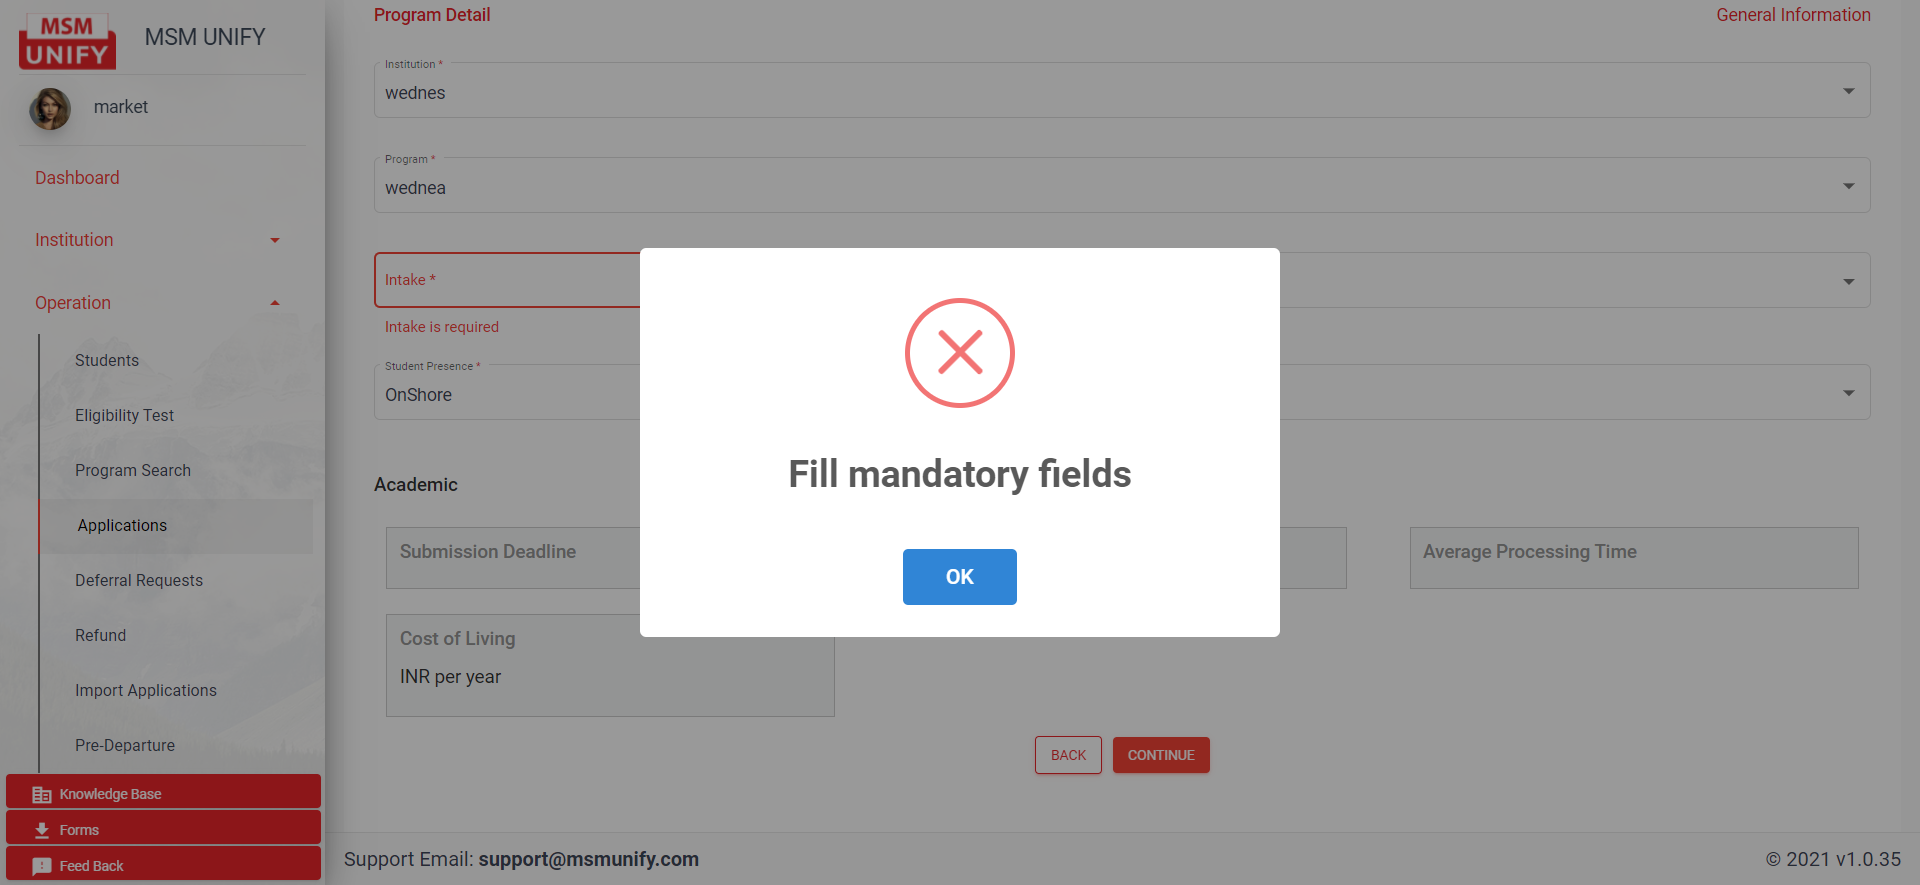 MSM
UNIFY
MSM UNIFY
market
Dashboard
Institution
Operation
Students
Eligibility Test
Program Search
Applications
Deferral Requests
Refund
Import Applications
Pre-Departure
Knowledge Base
Forms
Feed Back
Program Detail
General Information
Institution *
wednes
Program *
wednea
Intake *
Intake is required
Student Presence *
OnShore
Academic
Submission Deadline
Average Processing Time
Cost of Living
INR per year
Fill mandatory fields
OK
BACK
CONTINUE
Support Email: support@msmunify.com
© 2021 v1.0.35